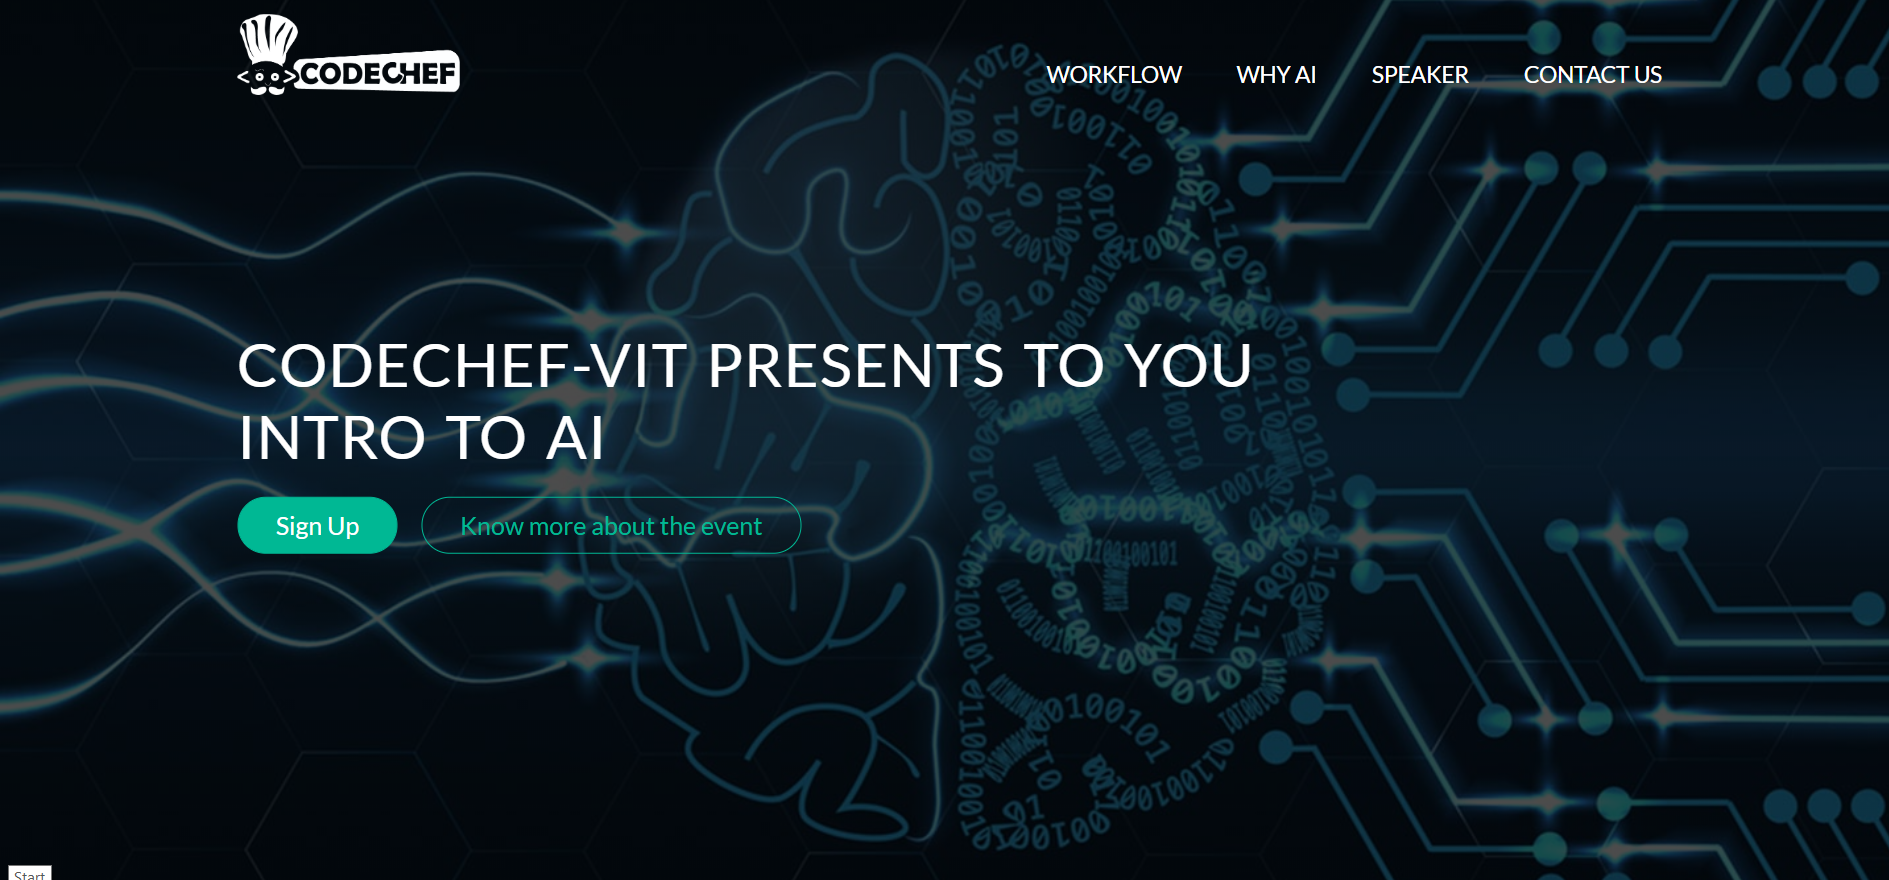 <>CODECHEF
WORKFLOW WHY AI SPEAKER CONTACT US
CODECHEF-VIT PRESENTS TO YOU
INTRO TO AI
Sign Up Know more about the event
Start